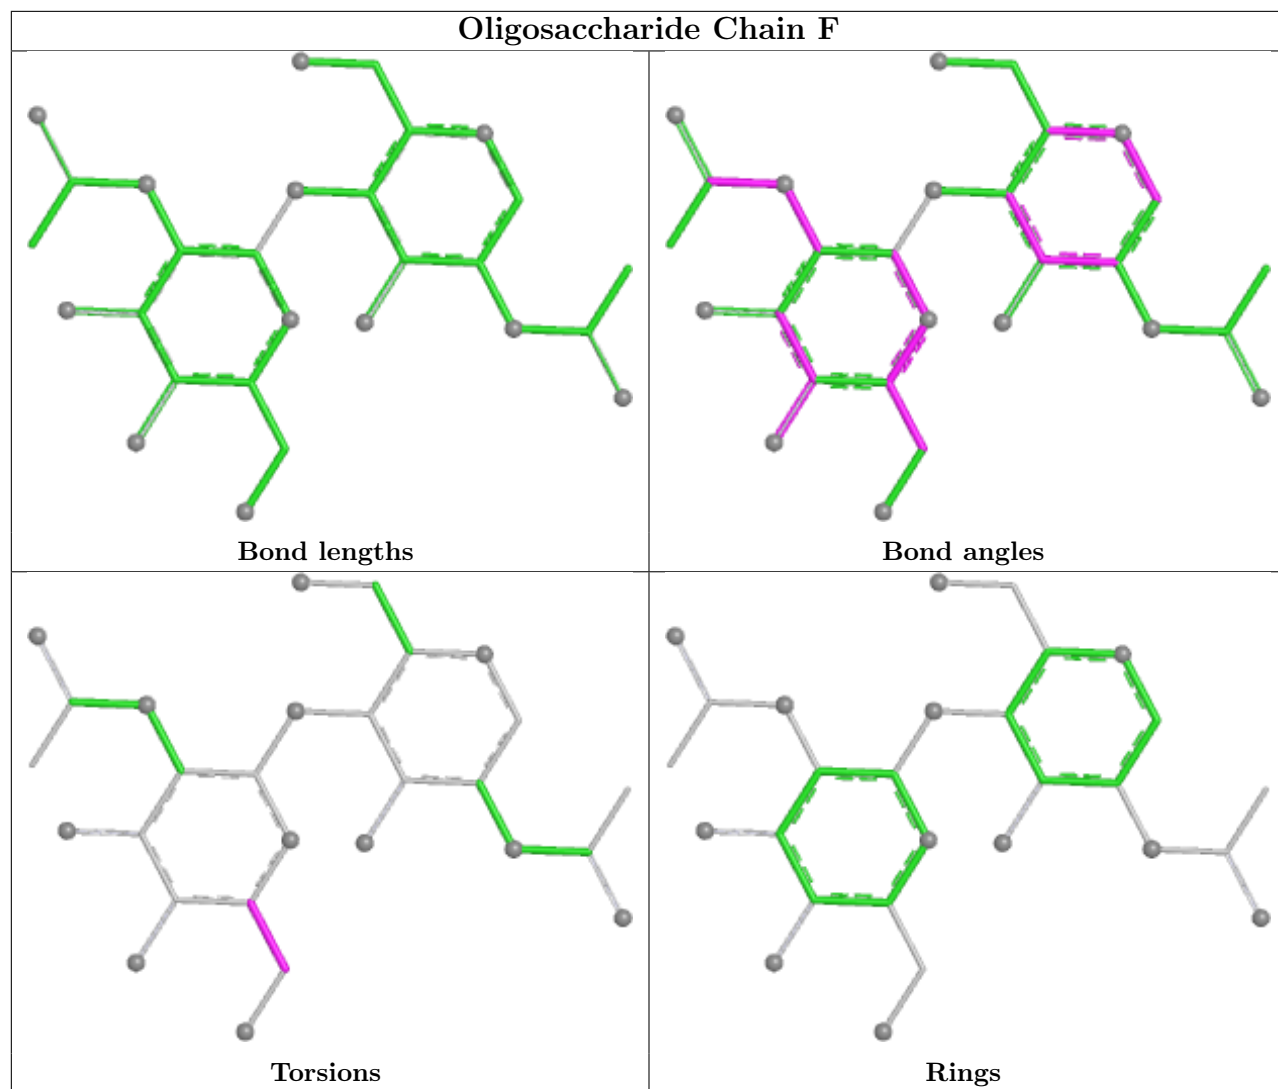 Oligosaccharide Chain F
Bond lengths
Bond angles
Torsions
Rings